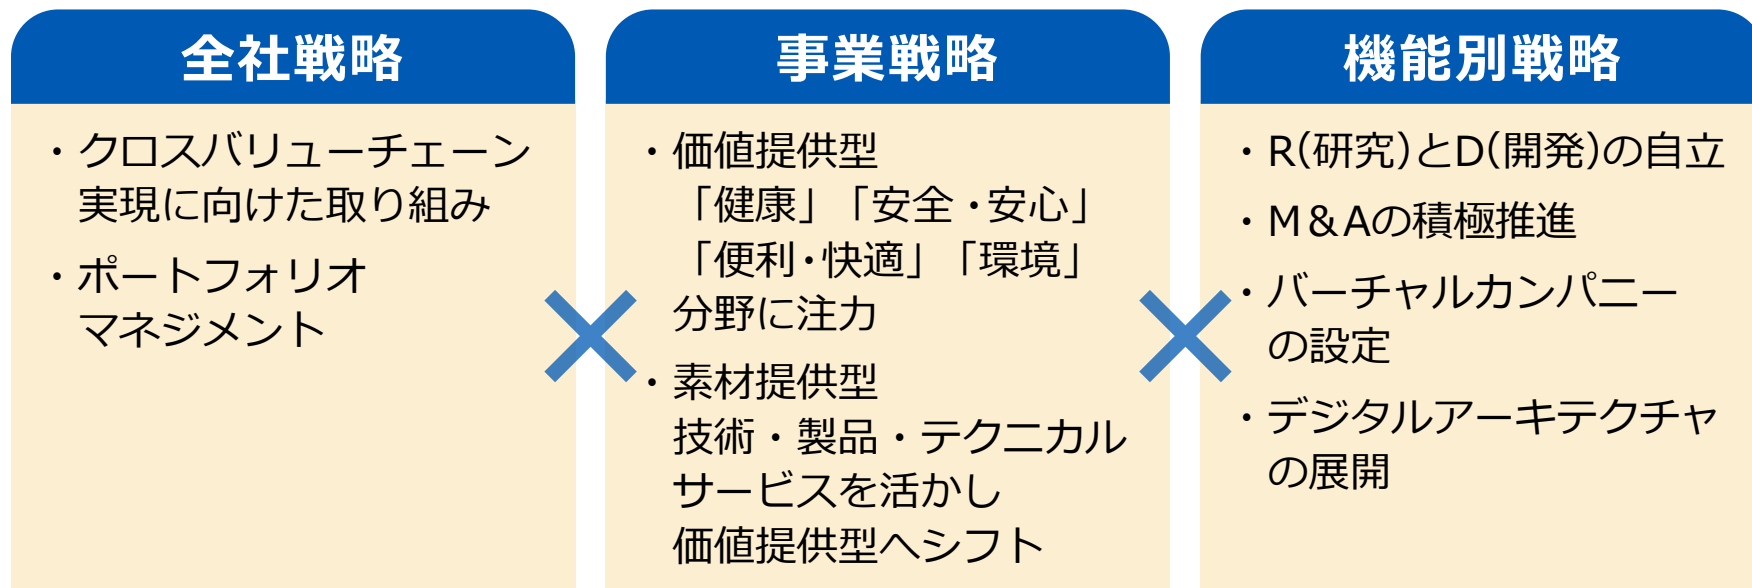 全社戦略
・クロスバリューチェーン
実現に向けた取り組み
・ポートフォリオ
マネジメント
事業戦略
・価値提供型
「健康」「安全・安心」
「便利・快適」「環境」
分野に注力
・素材提供型
技術・製品・テクニカル
サービスを活かし
価値提供型へシフト
機能別戦略
・R(研究)とD(開発)の自立
・M&Aの積極推進
・バーチャルカンパニー
の設定
・デジタルアーキテクチャ
の展開